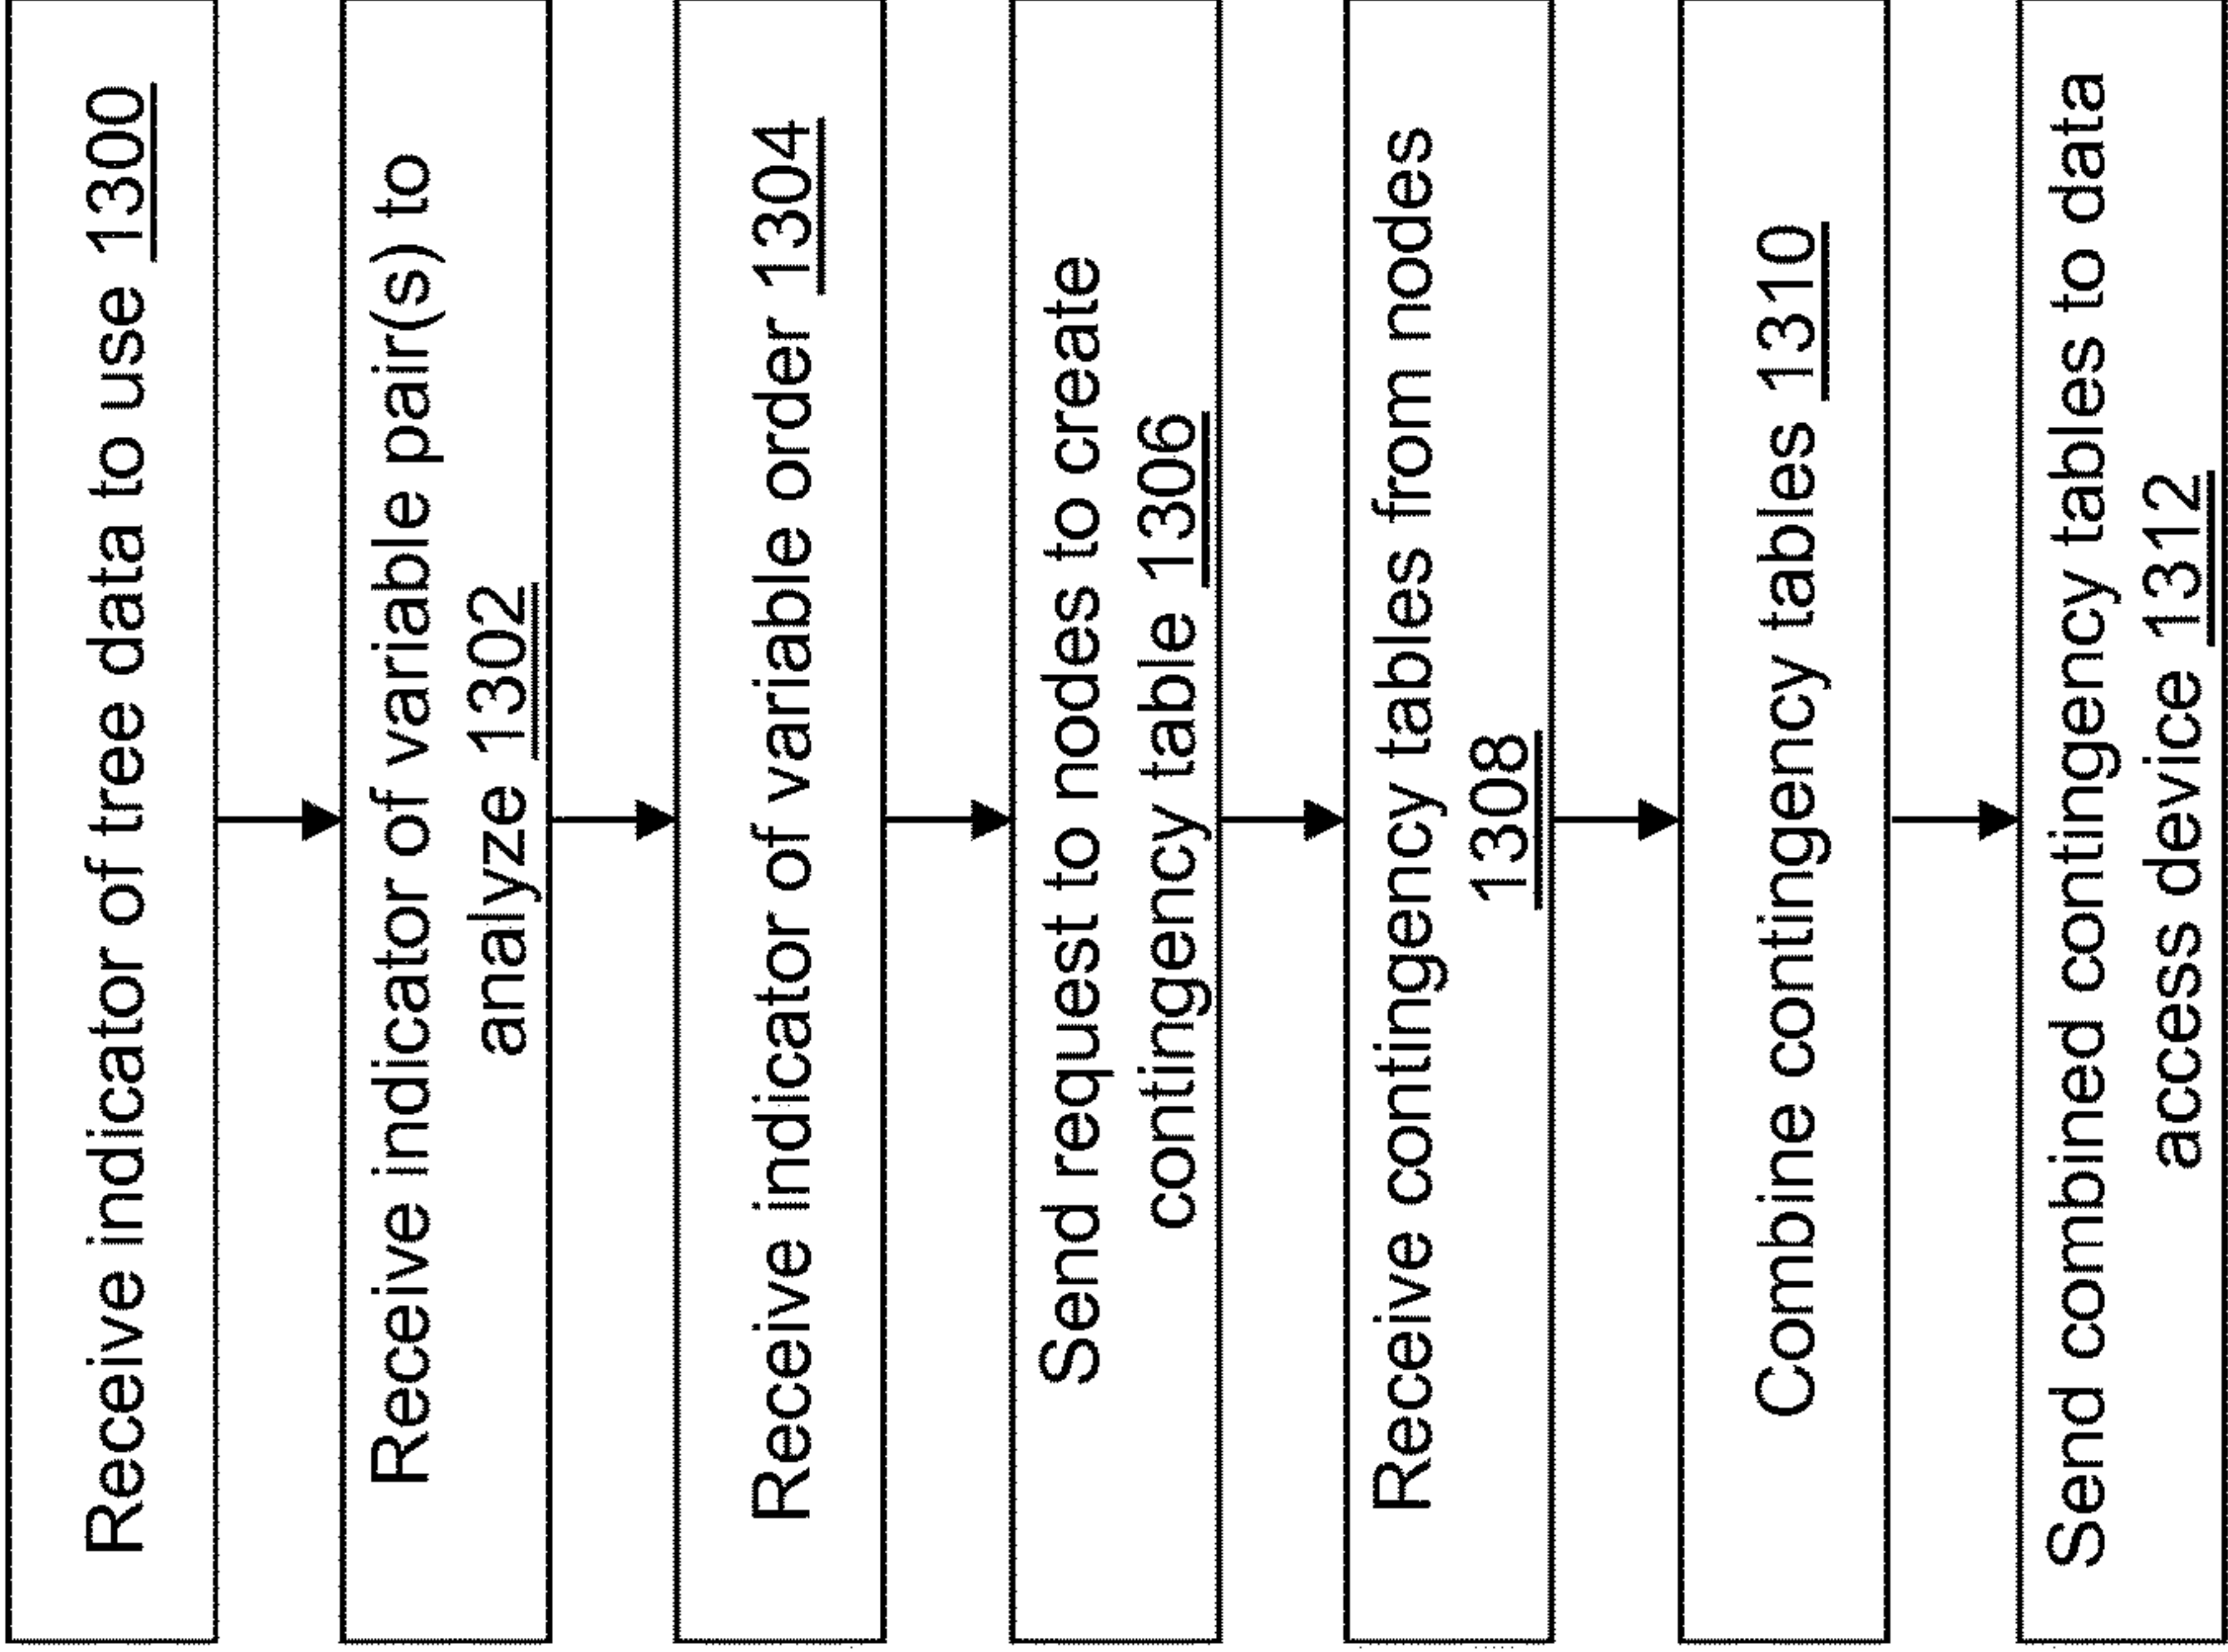 Receive indicator of tree data to use 1300
Receive indicator of variable pair(s) to
analyze 1302
Receive indicator of variable order 1304
Send request to nodes to create
contingency table 1306
Receive contingency tables from nodes
1308
Combine contingency tables 1310
Send combined contingency tables to data
access device 1312